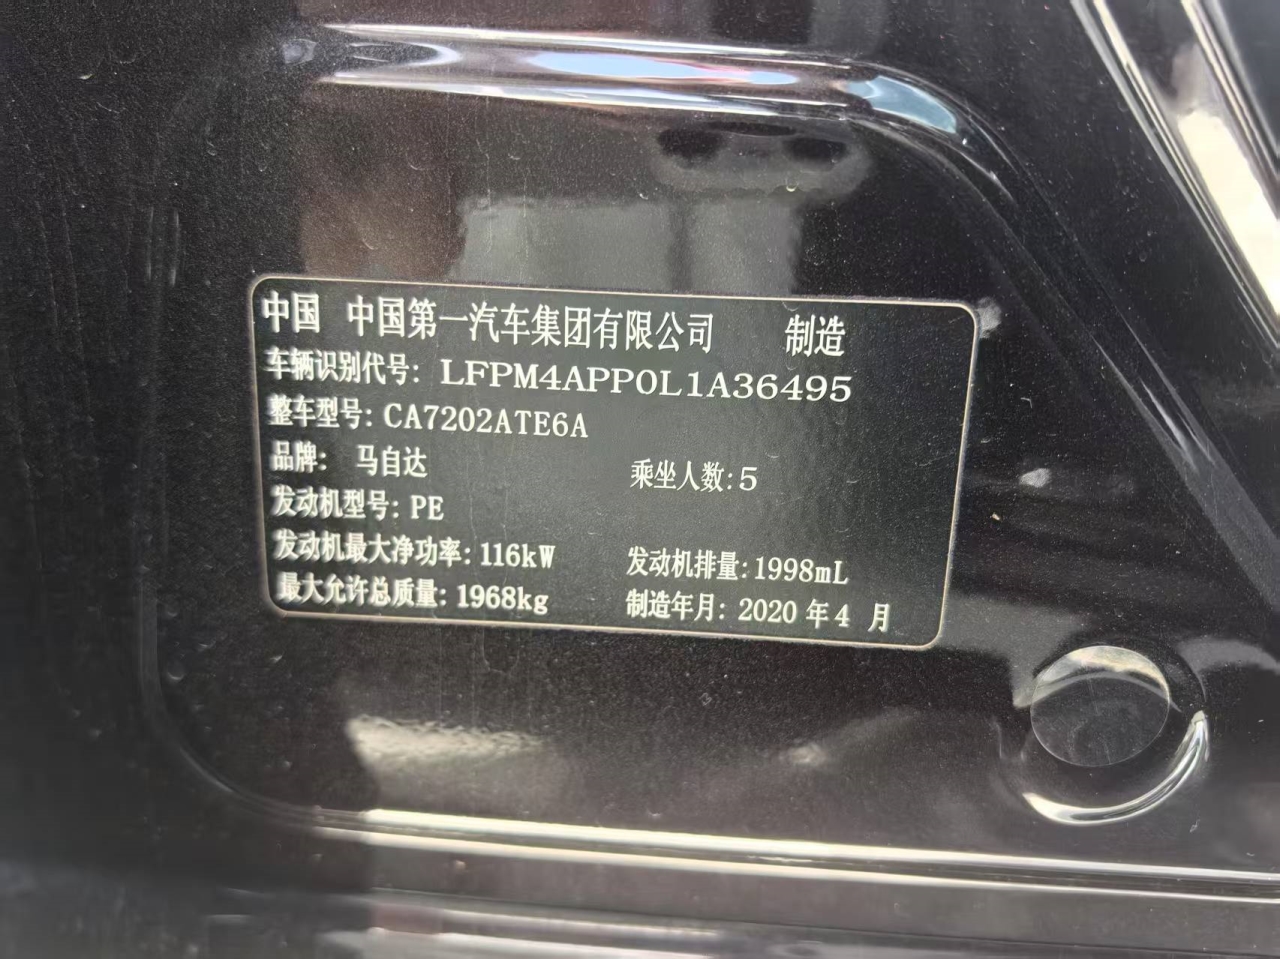 中国 中国第一汽车集团有限公司 制造
车辆识别代号: LFPM4APP0L1A36495
整车型号: CA7202ATE6A
品牌: 马自达 乘坐人数: 5
发动机型号: PE
发动机最大净功率: 116kW 发动机排量: 1998mL
最大允许总质量: 1968kg 制造年月: 2020 年 4 月